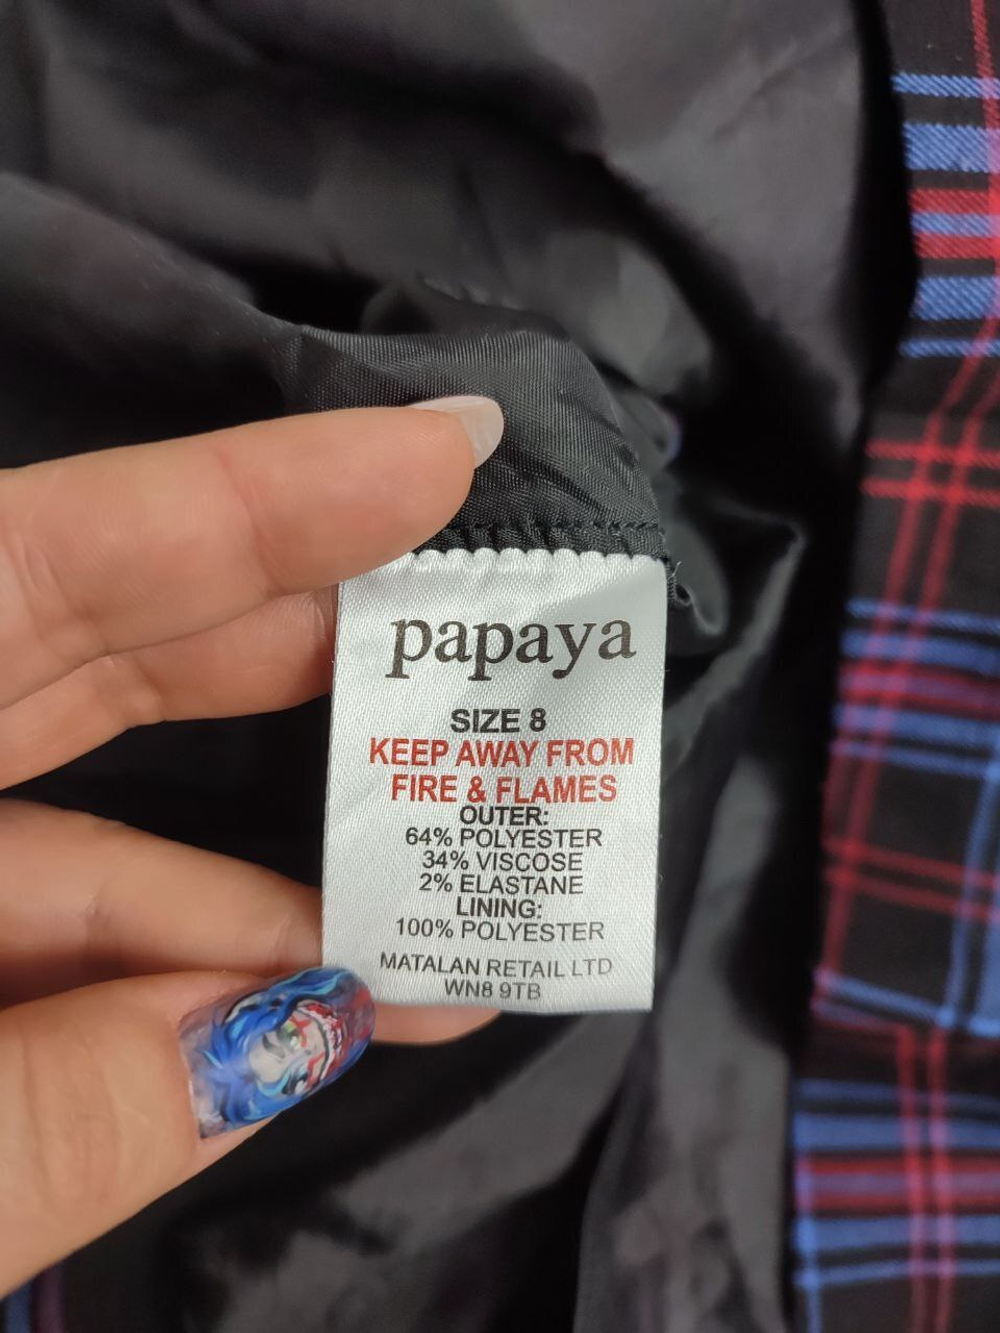 papaya
SIZE 8
KEEP AWAY FROM
FIRE & FLAMES
OUTER:
64% POLYESTER
34% VISCOSE
2% ELASTANE
LINING:
100% POLYESTER
MATALAN RETAIL LTD
WN8 9TB